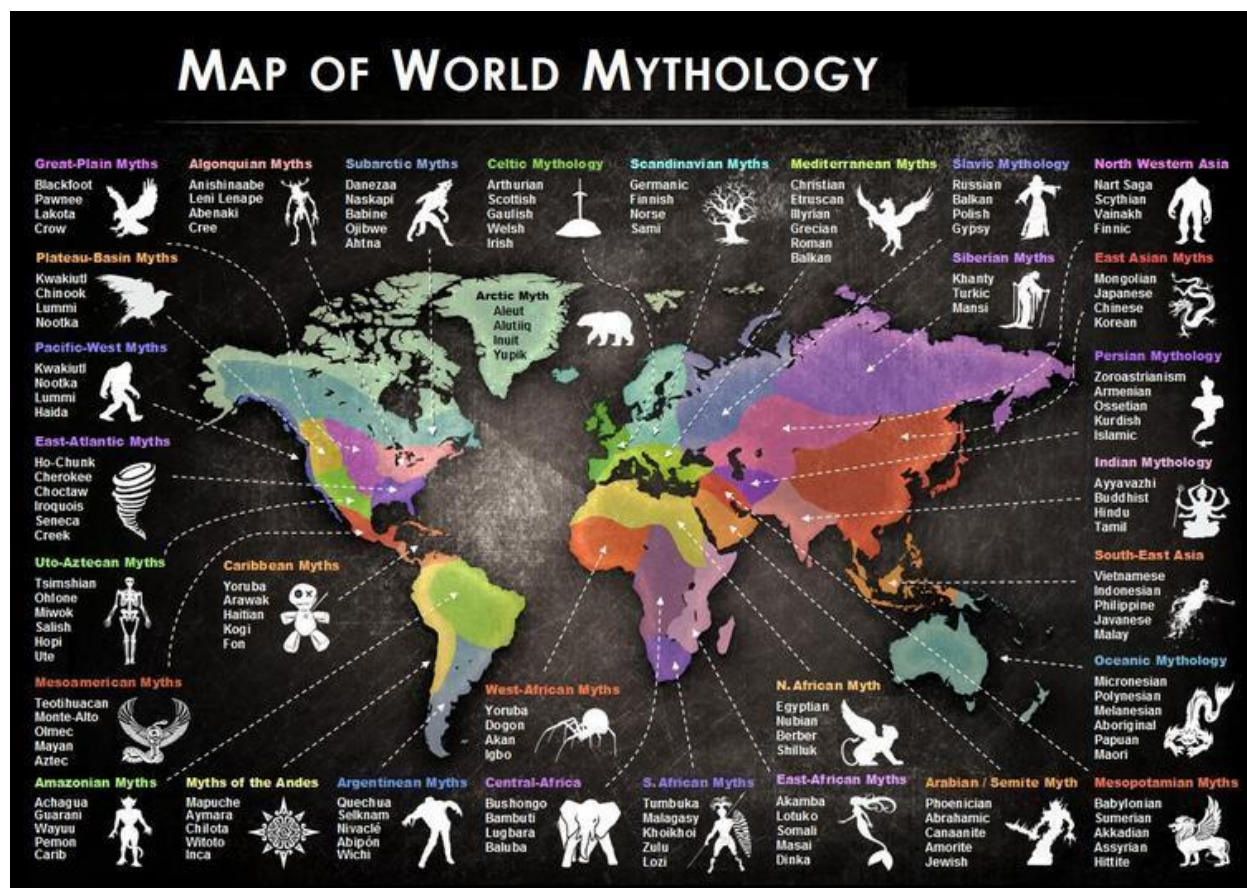 Map of World Mythology
Great-Plain Myths
Blackfoot
Pawnee
Lakota
Crow
Algonquian Myths
Anishinaabe
Leni Lenape
Abenaki
Cree
Subarctic Myths
Danezaa
Naskapi
Babine
Ojibwe
Ahtna
Celtic Mythology
Arthurian
Scottish
Gaulish
Welsh
Irish
Scandinavian Myths
Germanic
Finnish
Norse
Sami
Mediterranean Myths
Christian
Etruscan
Illyrian
Grecian
Roman
Balkan
Slavic Mythology
Russian
Balkan
Polish
Gypsy
North Western Asia
Nart Saga
Scythian
Vainakh
Finnic
Plateau-Basin Myths
Kwakiutl
Chinook
Lummi
Nootka
Arctic Myth
Aleut
Alutiiq
Inuit
Yupik
Siberian Myths
Khanty
Turkic
Mansi
East Asian Myths
Mongolian
Japanese
Chinese
Korean
Pacific-West Myths
Kwakiutl
Nootka
Lummi
Haida
Persian Mythology
Zoroastrianism
Armenian
Ossetian
Kurdish
Islamic
East-Atlantic Myths
Ho-Chunk
Cherokee
Choctaw
Iroquois
Seneca
Creek
Indian Mythology
Ayyavazhi
Buddhist
Hindu
Tamil
Uto-Aztecan Myths
Tsimshian
Ohlone
Miwok
Salish
Hopi
Ute
Caribbean Myths
Yoruba
Arawak
Haitian
Kogi
Fon
South-East Asia
Vietnamese
Indonesian
Philippine
Javanese
Malay
Mesoamerican Myths
Teotihuacan
Monte-Alto
Olmec
Mayan
Aztec
West-African Myths
Yoruba
Dogon
Akan
Igbo
N. African Myth
Egyptian
Nubian
Berber
Shilluk
Oceanic Mythology
Micronesian
Polynesian
Melanesian
Aboriginal
Papuan
Maori
Amazonian Myths
Achagua
Guarani
Wayuu
Pemon
Carib
Myths of the Andes
Mapuche
Aymara
Chilota
Witoto
Inca
Argentinean Myths
Quechua
Selknam
Nivaclé
Abipón
Wichi
Central-Africa
Bushongo
Bambuti
Lugbara
Baluba
S. African Myths
Tumbuka
Malagasy
Khoikhoi
Zulu
Lozi
East-African Myths
Akamba
Lotuko
Somali
Masai
Dinka
Arabian / Semite Myth
Phoenician
Abrahamic
Canaanite
Amorite
Jewish
Mesopotamian Myths
Babylonian
Sumerian
Akkadian
Assyrian
Hittite